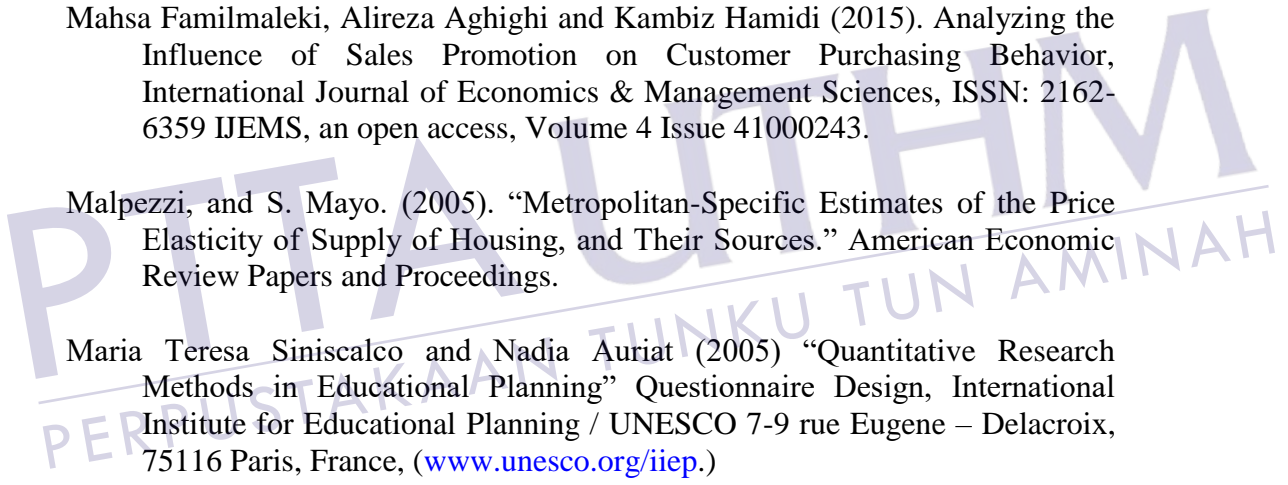 Mahsa Familmaleki, Alireza Aghighi and Kambiz Hamidi (2015). Analyzing the
Influence of Sales Promotion on Customer Purchasing Behavior,
International Journal of Economics & Management Sciences, ISSN: 2162-
6359 IJEMS, an open access, Volume 4 Issue 41000243.
Malpezzi, and S. Mayo. (2005). “Metropolitan-Specific Estimates of the Price
Elasticity of Supply of Housing, and Their Sources.” American Economic
Review Papers and Proceedings.
Maria Teresa Siniscalco and Nadia Auriat (2005) “Quantitative Research
Methods in Educational Planning” Questionnaire Design, International
Institute for Educational Planning / UNESCO 7-9 rue Eugene – Delacroix,
75116 Paris, France, (www.unesco.org/iiep.)
PTTA UTHM
PERPUSTAKAAN TUNKU TUN AMINAH